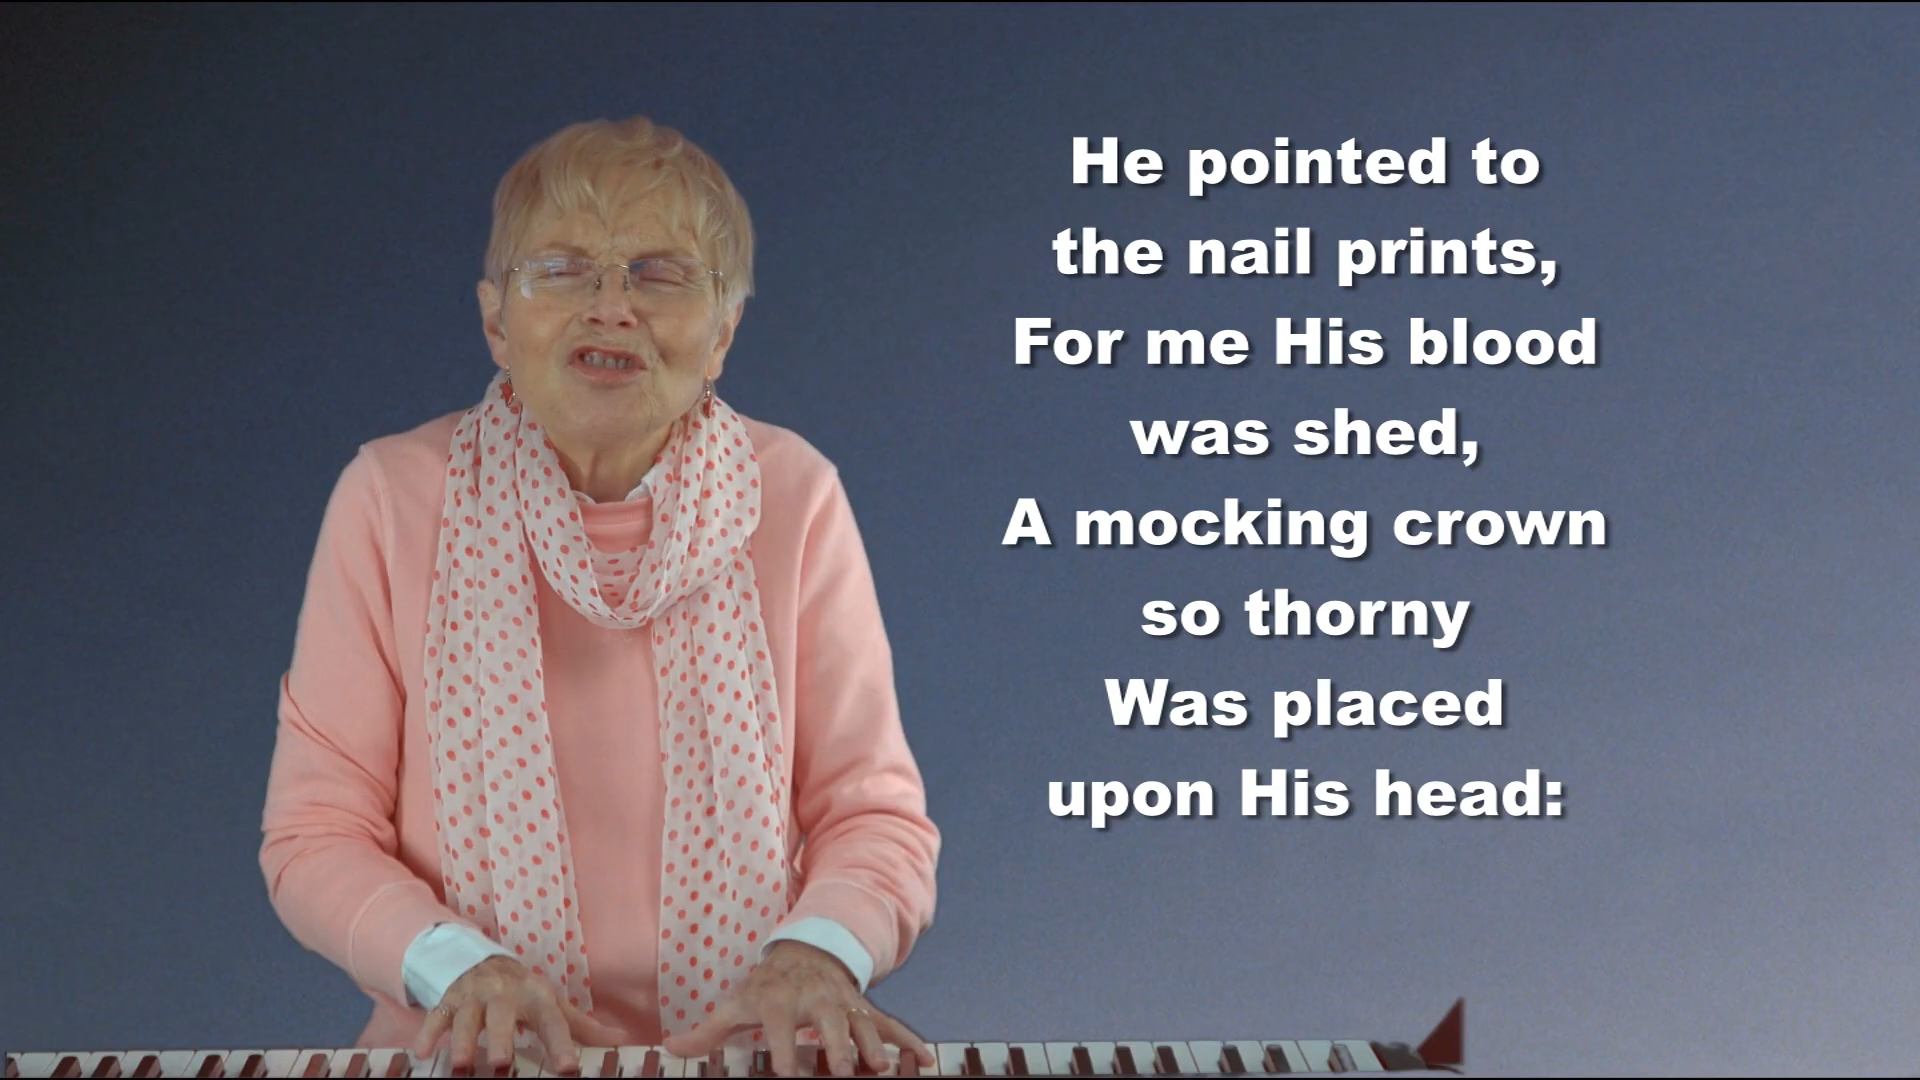 He pointed to
the nail prints,
For me His blood
was shed,
A mocking crown
so thorny
Was placed
upon His head: